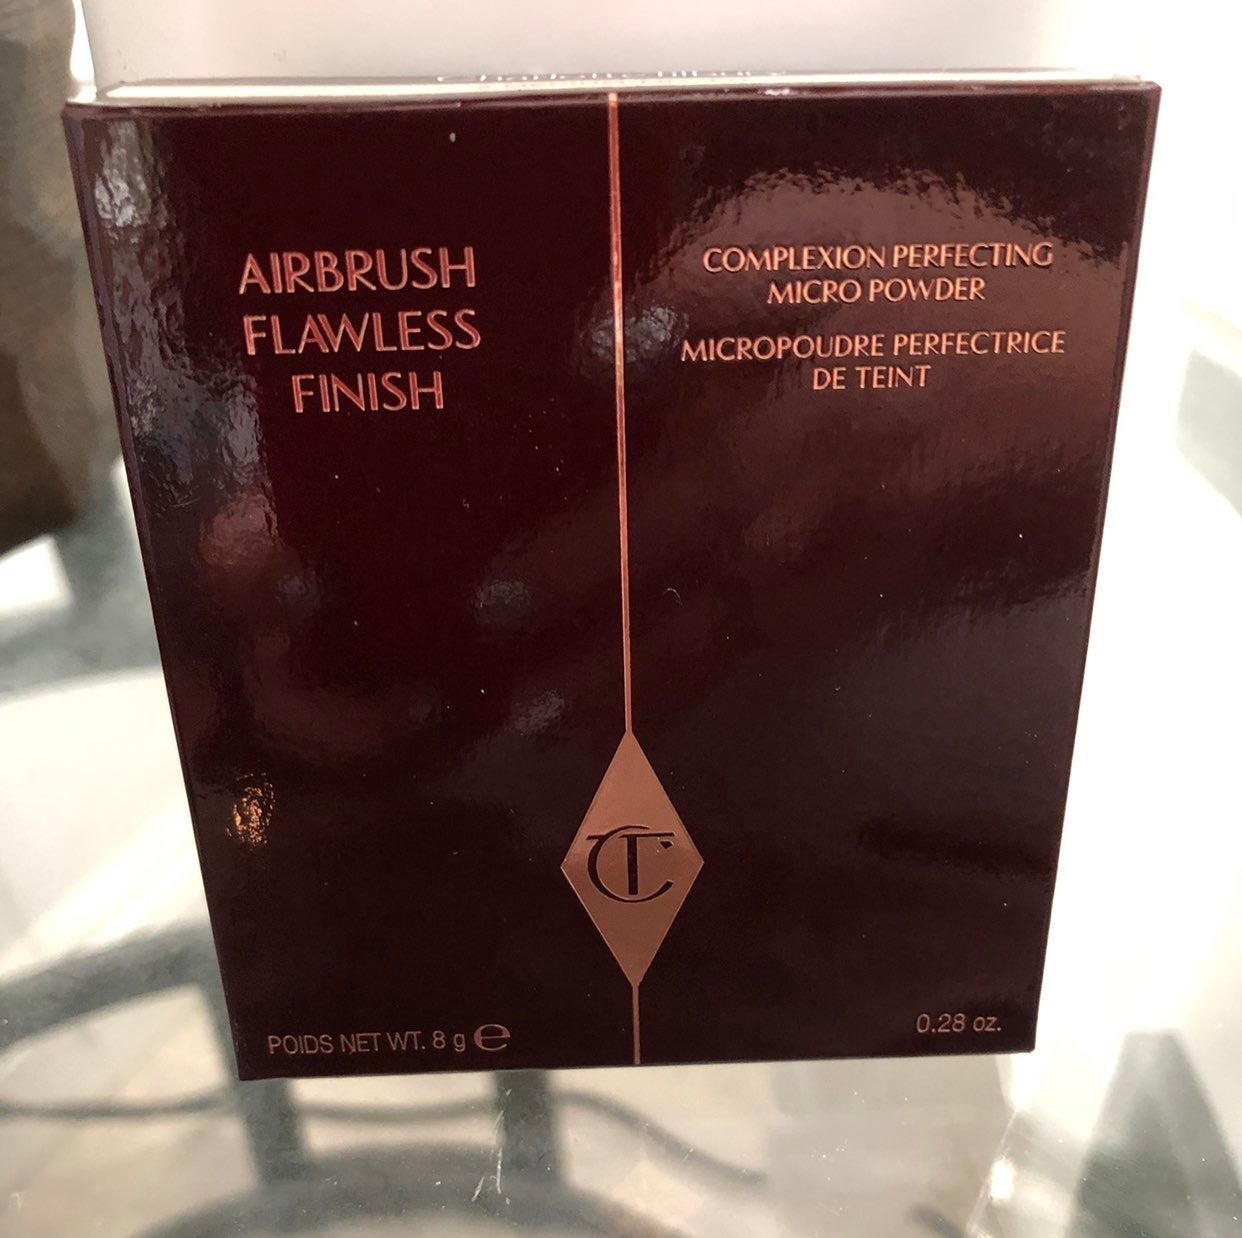 AIRBRUSH
FLAWLESS
FINISH
COMPLEXION PERFECTING
MICRO POWDER
MICROPOUDRE PERFECTRICE
DE TEINT
CT
POIDS NET WT. 8 g ℮
0.28 oz.